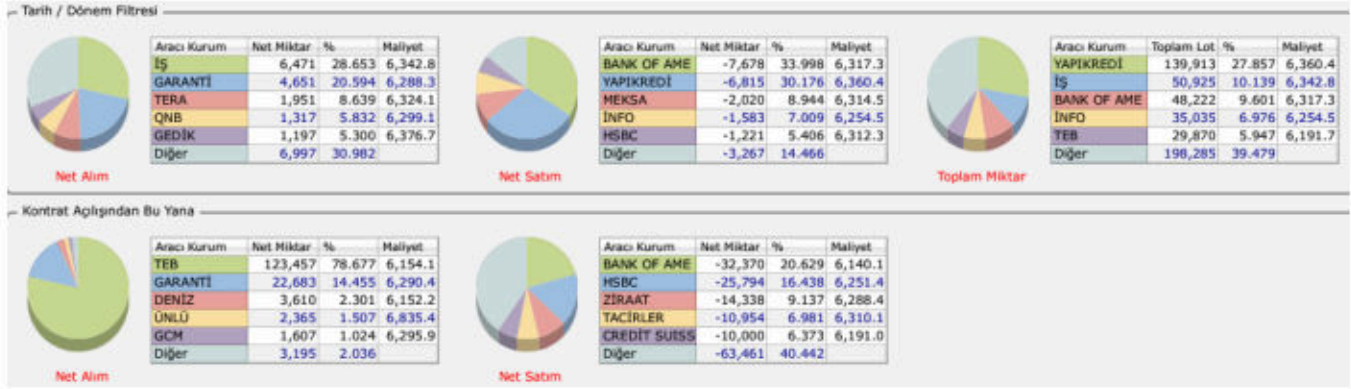 Tarih / Dönem Filtresi
Aracı Kurum Net Miktar % Maliyet
İŞ 6,471 28.653 6,342.8
GARANTİ 4,651 20.594 6,288.3
TERA 1,951 8.639 6,324.1
QNB 1,317 5.832 6,299.1
GEDİK 1,197 5.300 6,376.7
Diğer 6,997 30.982
Net Alım
Aracı Kurum Net Miktar % Maliyet
BANK OF AME -7,678 33.998 6,317.3
YAPIKREDİ -6,815 30.176 6,360.4
MEKSA -2,020 8.944 6,314.5
İNFO -1,583 7.009 6,254.5
HSBC -1,221 5.406 6,312.3
Diğer -3,267 14.466
Net Satım
Aracı Kurum Toplam Lot % Maliyet
YAPIKREDİ 139,913 27.857 6,360.4
İŞ 50,925 10.139 6,342.8
BANK OF AME 48,222 9.601 6,317.3
İNFO 35,035 6.976 6,254.5
TEB 29,870 5.947 6,191.7
Diğer 198,285 39.479
Toplam Miktar
Kontrat Açılışından Bu Yana
Aracı Kurum Net Miktar % Maliyet
TEB 123,457 78.677 6,154.1
GARANTİ 22,683 14.455 6,290.4
DENİZ 3,610 2.301 6,152.2
ÜNLÜ 2,365 1.507 6,835.4
GCM 1,607 1.024 6,295.9
Diğer 3,195 2.036
Net Alım
Aracı Kurum Net Miktar % Maliyet
BANK OF AME -32,370 20.629 6,140.1
HSBC -25,794 16.438 6,251.4
ZİRAAT -14,338 9.137 6,288.4
TACİRLER -10,954 6.981 6,310.1
CREDİT SUISS -10,000 6.373 6,191.0
Diğer -63,461 40.442
Net Satım